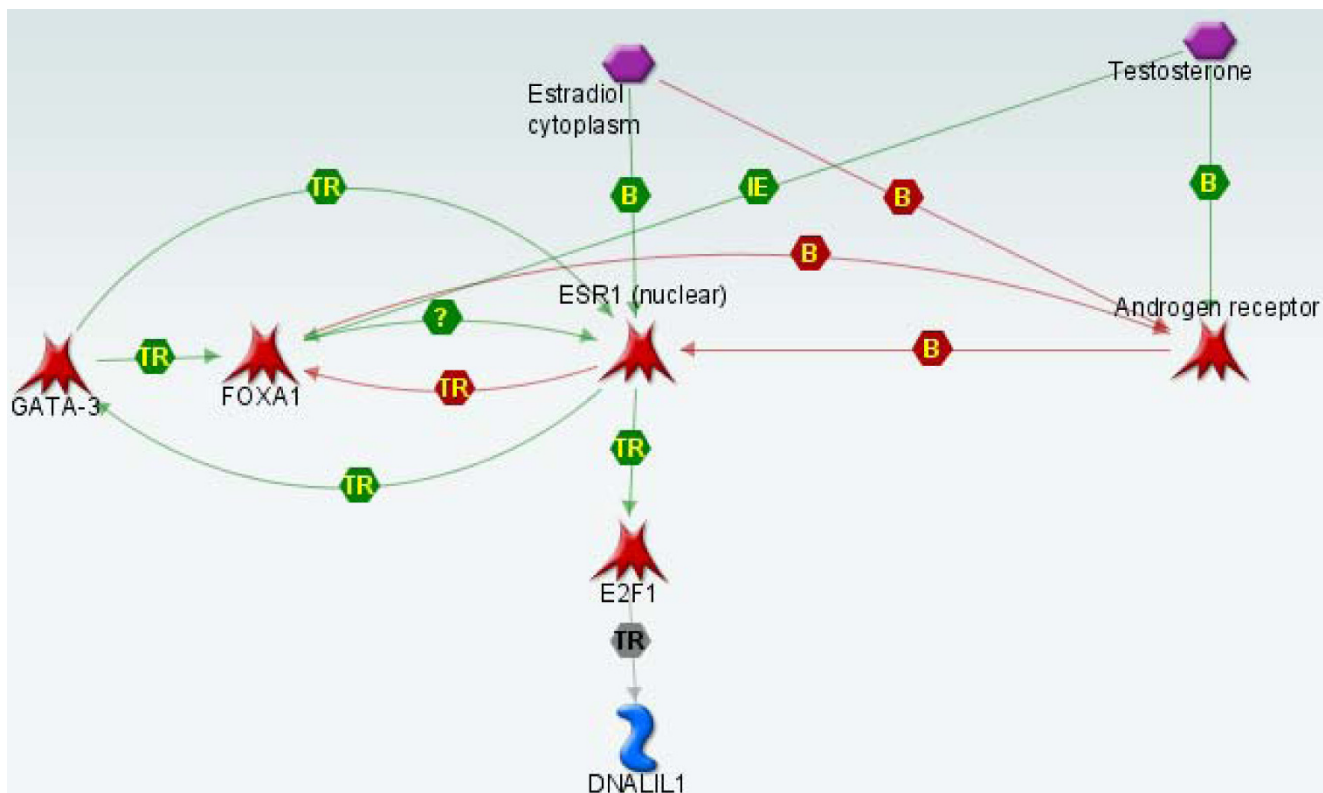 Estradiol
cytoplasm
Testosterone
TR
B
IE
B
B
B
ESR1 (nuclear)
Androgen receptor
?
TR
B
GATA-3
FOXA1
TR
TR
TR
E2F1
TR
DNALIL1